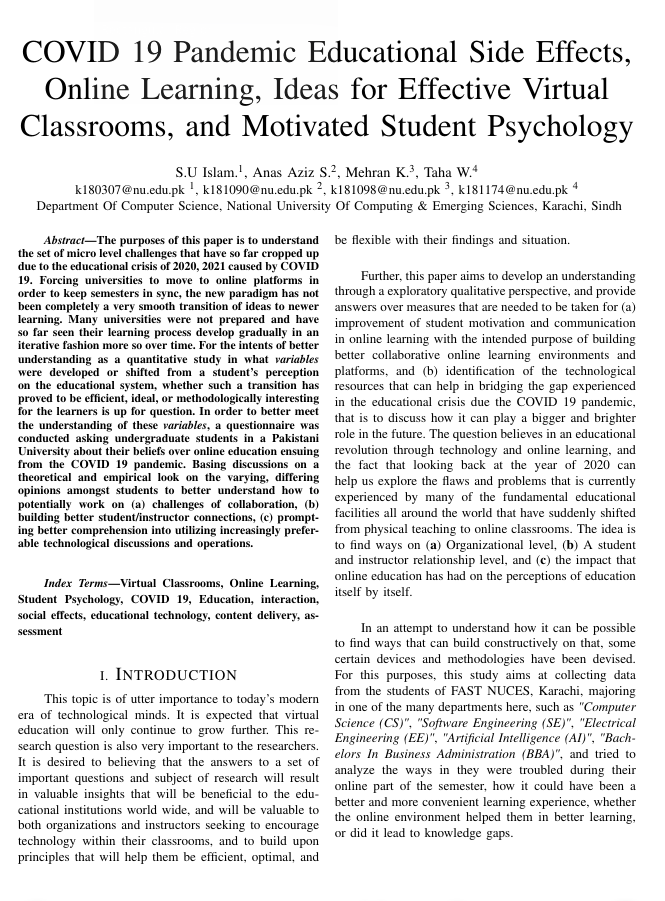 COVID 19 Pandemic Educational Side Effects,
Online Learning, Ideas for Effective Virtual
Classrooms, and Motivated Student Psychology
S.U Islam.1, Anas Aziz S.2, Mehran K.3, Taha W.4
k180307@nu.edu.pk 1, k181090@nu.edu.pk 2, k181098@nu.edu.pk 3, k181174@nu.edu.pk 4
Department Of Computer Science, National University Of Computing & Emerging Sciences, Karachi, Sindh
Abstract—The purposes of this paper is to understand
the set of micro level challenges that have so far cropped up
due to the educational crisis of 2020, 2021 caused by COVID
19. Forcing universities to move to online platforms in
order to keep semesters in sync, the new paradigm has not
been completely a very smooth transition of ideas to newer
learning. Many universities were not prepared and have
so far seen their learning process develop gradually in an
iterative fashion more so over time. For the intents of better
understanding as a quantitative study in what variables
were developed or shifted from a student's perception
on the educational system, whether such a transition has
proved to be efficient, ideal, or methodologically interesting
for the learners is up for question. In order to better meet
the understanding of these variables, a questionnaire was
conducted asking undergraduate students in a Pakistani
University about their beliefs over online education ensuing
from the COVID 19 pandemic. Basing discussions on a
theoretical and empirical look on the varying, differing
opinions amongst students to better understand how to
potentially work on (a) challenges of collaboration, (b)
building better student/instructor connections, (c) prompt-
ing better comprehension into utilizing increasingly prefer-
able technological discussions and operations.
Index Terms—Virtual Classrooms, Online Learning,
Student Psychology, COVID 19, Education, interaction,
social effects, educational technology, content delivery, as-
sessment
I. INTRODUCTION
This topic is of utter importance to today's modern
era of technological minds. It is expected that virtual
education will only continue to grow further. This re-
search question is also very important to the researchers.
It is desired to believing that the answers to a set of
important questions and subject of research will result
in valuable insights that will be beneficial to the edu-
cational institutions world wide, and will be valuable to
both organizations and instructors seeking to encourage
technology within their classrooms, and to build upon
principles that will help them be efficient, optimal, and
be flexible with their findings and situation.
Further, this paper aims to develop an understanding
through a exploratory qualitative perspective, and provide
answers over measures that are needed to be taken for (a)
improvement of student motivation and communication
in online learning with the intended purpose of building
better collaborative online learning environments and
platforms, and (b) identification of the technological
resources that can help in bridging the gap experienced
in the educational crisis due the COVID 19 pandemic,
that is to discuss how it can play a bigger and brighter
role in the future. The question believes in an educational
revolution through technology and online learning, and
the fact that looking back at the year of 2020 can
help us explore the flaws and problems that is currently
experienced by many of the fundamental educational
facilities all around the world that have suddenly shifted
from physical teaching to online classrooms. The idea is
to find ways on (a) Organizational level, (b) A student
and instructor relationship level, and (c) the impact that
online education has had on the perceptions of education
itself by itself.
In an attempt to understand how it can be possible
to find ways that can build constructively on that, some
certain devices and methodologies have been devised.
For this purposes, this study aims at collecting data
from the students of FAST NUCES, Karachi, majoring
in one of the many departments here, such as "Computer
Science (CS)", "Software Engineering (SE)", "Electrical
Engineering (EE)", "Artificial Intelligence (AI)", "Bach-
elors In Business Administration (BBA)", and tried to
analyze the ways in they were troubled during their
online part of the semester, how it could have been a
better and more convenient learning experience, whether
the online environment helped them in better learning,
or did it lead to knowledge gaps.